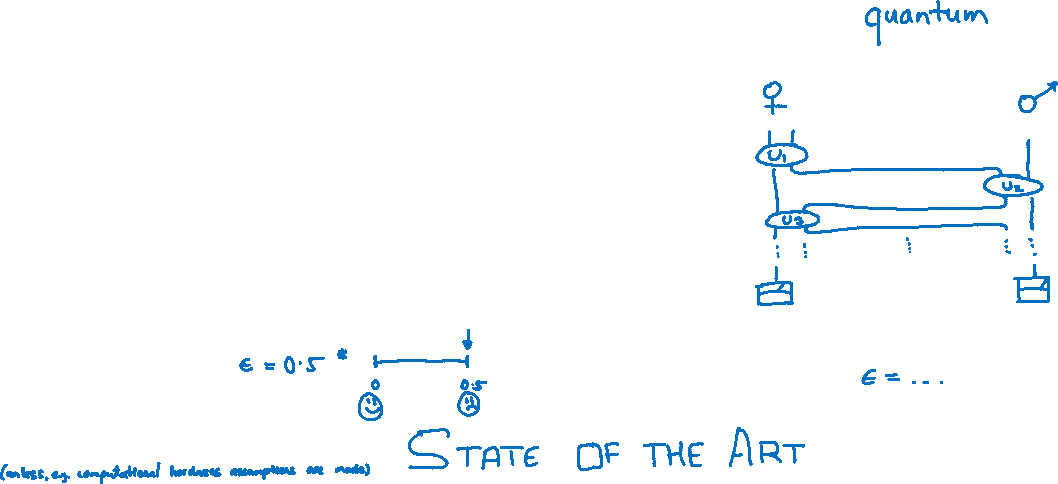 quantum
U1
U2
U3
ϵ = 0.5 *
0
0.5
ϵ = ...
STATE OF THE ART
(unless, e.g. computational hardness assumptions are made)